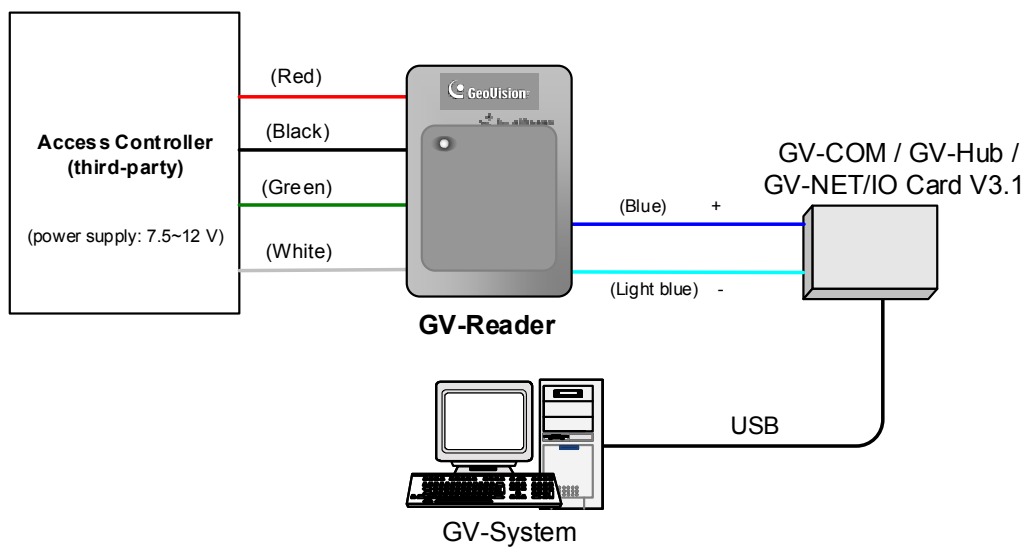 (Red)
GeoVision
(Black)
Access Controller
(third-party)
GV-COM / GV-Hub /
GV-NET/IO Card V3.1
(Green)
(Blue) +
(power supply: 7.5~12 V)
(White)
(Light blue) -
GV-Reader
USB
GV-System